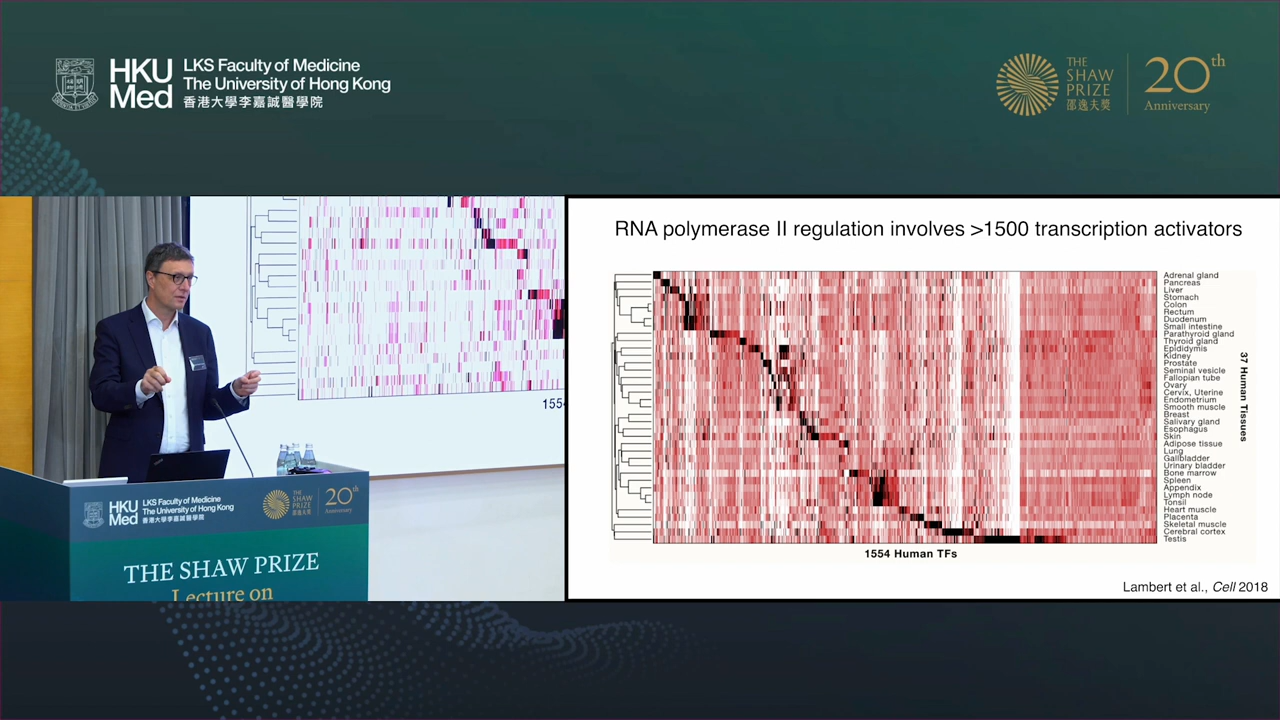 HKU
Med
LKS Faculty of Medicine
The University of Hong Kong
香港大學李嘉誠醫學院
THE
SHAW
PRIZE
邵逸夫獎
20th
Anniversary
155
HKU
Med
LKS Faculty of Medicine
The University of Hong Kong
香港大學李嘉誠醫學院
THE
SHAW
PRIZE
邵逸夫獎
20th
Anniversary
THE SHAW PRIZE
Lecture on
RNA polymerase II regulation involves >1500 transcription activators
Adrenal gland
Pancreas
Liver
Stomach
Colon
Rectum
Duodenum
Small intestine
Parathyroid gland
Thyroid gland
Epididymis
Kidney
Prostate
Seminal vesicle
Fallopian tube
Ovary
Cervix, Uterine
Endometrium
Smooth muscle
Breast
Salivary gland
Esophagus
Skin
Adipose tissue
Lung
Gallbladder
Urinary bladder
Bone marrow
Spleen
Appendix
Lymph node
Tonsil
Heart muscle
Placenta
Skeletal muscle
Cerebral cortex
Testis
37 Human Tissues
1554 Human TFs
Lambert et al., Cell 2018